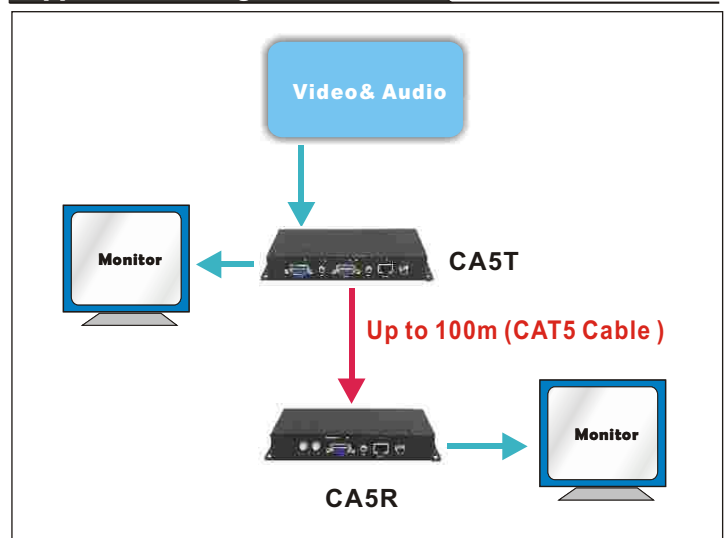 Video& Audio
Monitor
CA5T
Up to 100m (CAT5 Cable )
Monitor
CA5R